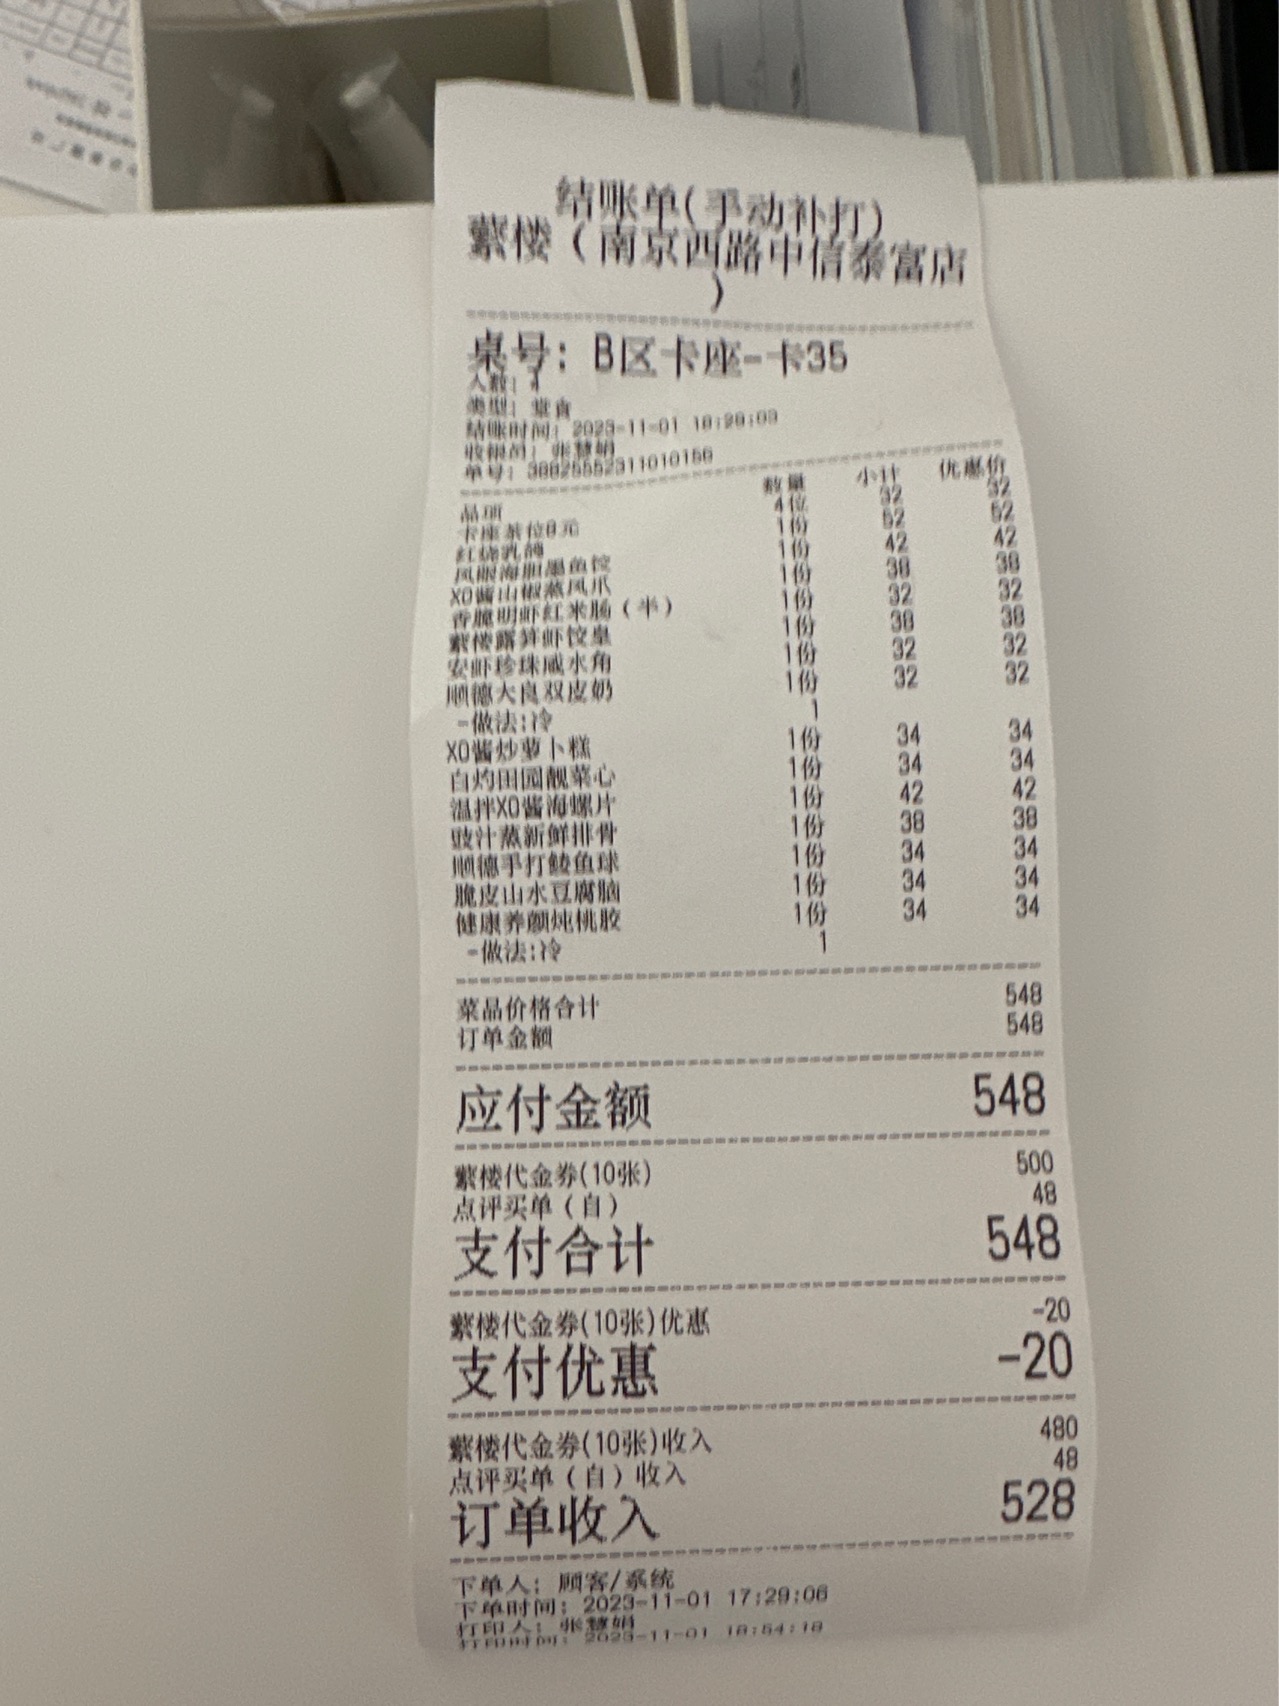 结账单(手动补打)
蘩楼（南京西路中信泰富店
）
桌号: B区卡座-卡35
人数: 4
类型: 堂食
结账时间: 2023-11-01 18:28:03
收银员: 张慧娟
单号: 38825552311010156
品项 数量 小计 优惠价
卡座茶位8元 4位 32 32
红烧乳鸽 1份 52 52
凤眼海胆墨鱼饺 1份 42 42
XO酱山椒蒸凤爪 1份 38 38
香脆明虾红米肠（半） 1份 32 32
蘩楼露笋虾饺皇 1份 38 38
安虾珍珠咸水角 1份 32 32
顺德大良双皮奶 1份 32 32
-做法:冷 1
XO酱炒萝卜糕 1份 34 34
白灼田园靓菜心 1份 34 34
温拌XO酱海螺片 1份 42 42
豉汁蒸新鲜排骨 1份 38 38
顺德手打鲮鱼球 1份 34 34
脆皮山水豆腐脑 1份 34 34
健康养颜炖桃胶 1份 34 34
-做法:冷 1
菜品价格合计 548
订单金额 548
应付金额 548
蘩楼代金券(10张) 500
点评买单（自） 48
支付合计 548
蘩楼代金券(10张)优惠 -20
支付优惠 -20
蘩楼代金券(10张)收入 480
点评买单（自）收入 48
订单收入 528
下单人: 顾客/系统
下单时间: 2023-11-01 17:29:06
打印人: 张慧娟
打印时间: 2023-11-01 18:54:18